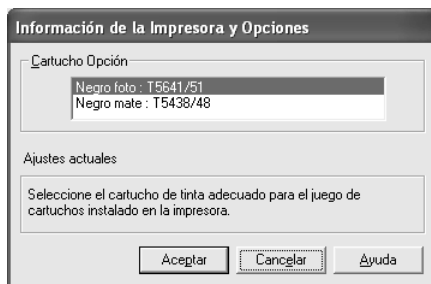 Información de la Impresora y Opciones
Cartucho Opción
Negro foto : T5641/51
Negro mate : T5438/48
Ajustes actuales
Seleccione el cartucho de tinta adecuado para el juego de
cartuchos instalado en la impresora.
Aceptar Cancelar Ayuda